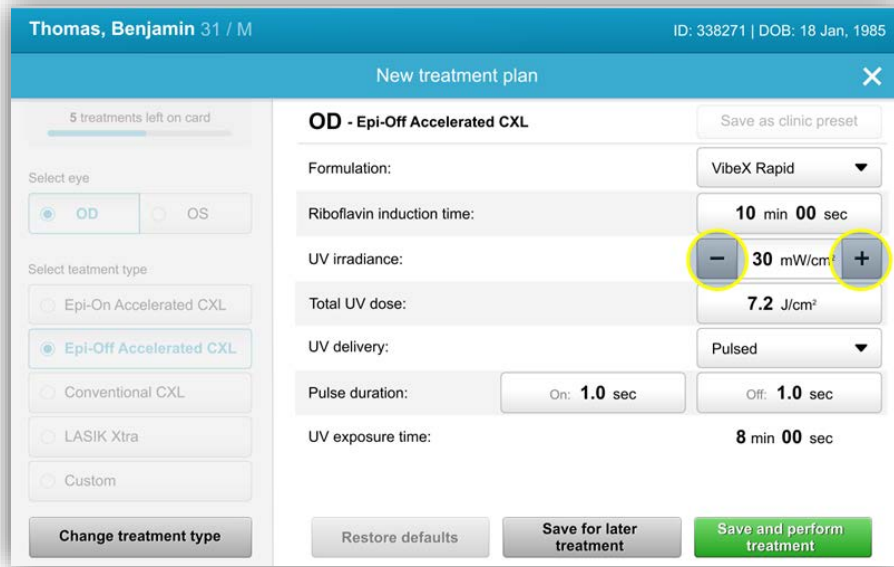 Thomas, Benjamin 31 / M
ID: 338271 | DOB: 18 Jan, 1985
New treatment plan
5 treatments left on card
Select eye
OD
OS
Select teatment type
Epi-On Accelerated CXL
Epi-Off Accelerated CXL
Conventional CXL
LASIK Xtra
Custom
Change treatment type
OD - Epi-Off Accelerated CXL
Save as clinic preset
Formulation: VibeX Rapid
Riboflavin induction time: 10 min 00 sec
UV irradiance: − 30 mW/cm² +
Total UV dose: 7.2 J/cm²
UV delivery: Pulsed
Pulse duration: On: 1.0 sec Off: 1.0 sec
UV exposure time: 8 min 00 sec
Restore defaults
Save for later
treatment
Save and perform
treatment